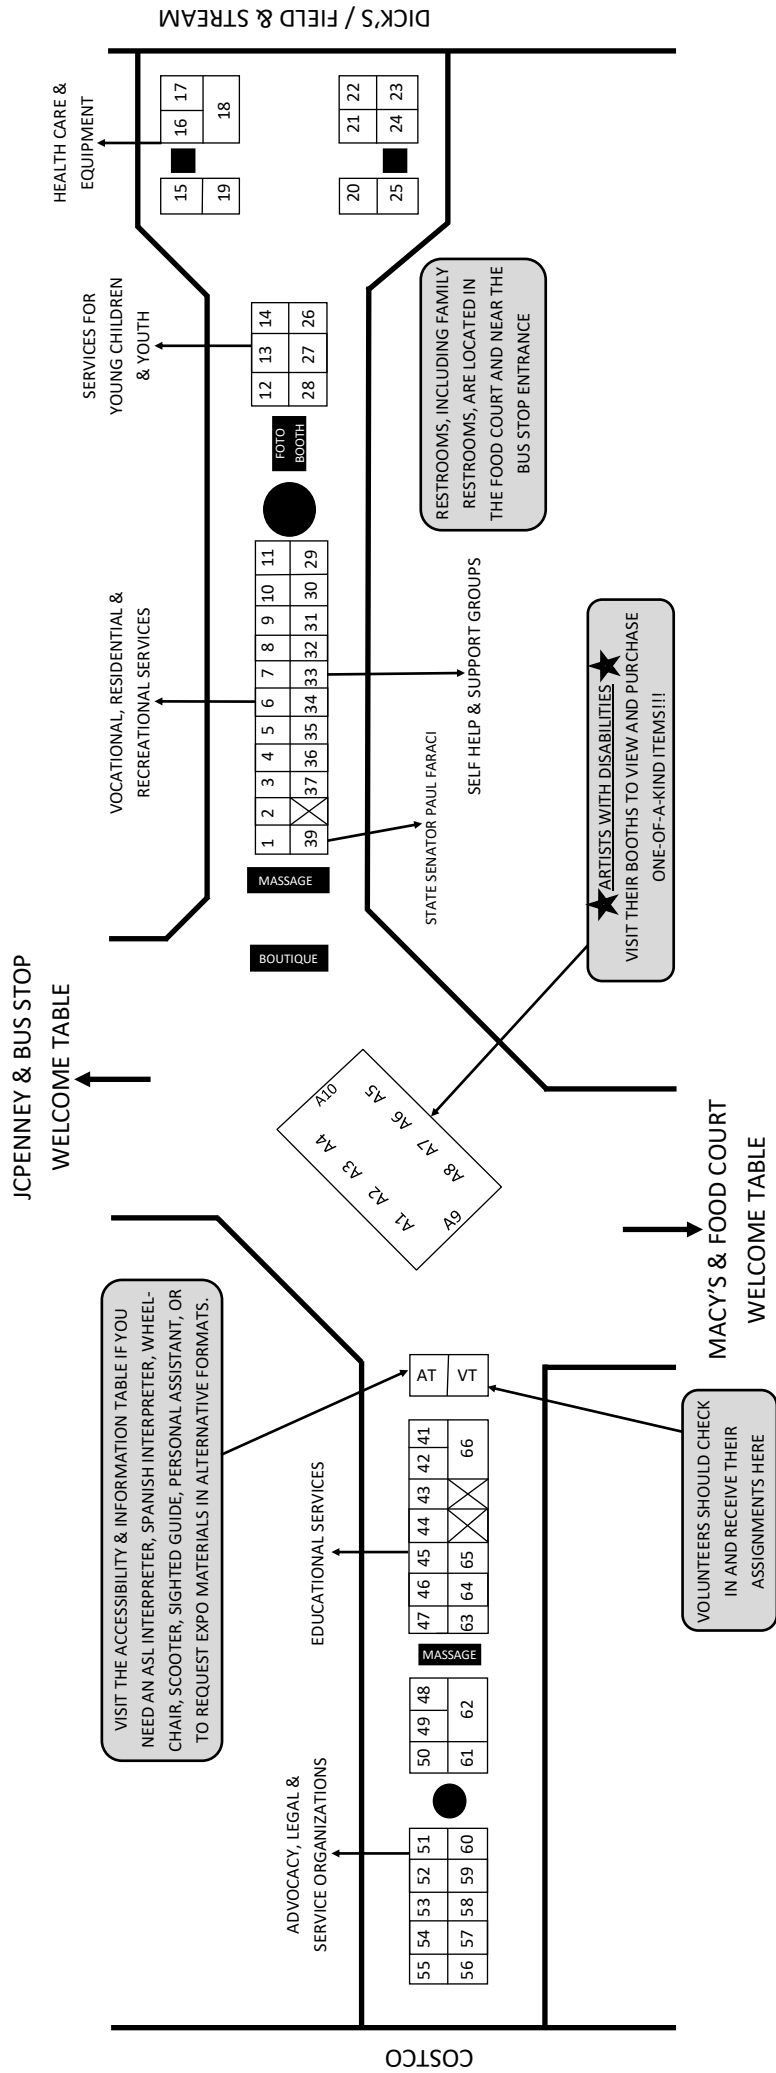 JCPENNEY & BUS STOP
WELCOME TABLE
VISIT THE ACCESSIBILITY & INFORMATION TABLE IF YOU
NEED AN ASL INTERPRETER, SPANISH INTERPRETER, WHEEL-
CHAIR, SCOOTER, SIGHTED GUIDE, PERSONAL ASSISTANT, OR
TO REQUEST EXPO MATERIALS IN ALTERNATIVE FORMATS.
VOCATIONAL, RESIDENTIAL &
RECREATIONAL SERVICES
SERVICES FOR
YOUNG CHILDREN
& YOUTH
HEALTH CARE &
EQUIPMENT
DICK'S / FIELD & STREAM
15
16
17
19
18
20
21
22
25
24
23
12
13
14
28
27
26
FOTO
BOOTH
1
2
3
4
5
6
7
8
9
10
11
39
37
36
35
34
33
32
31
30
29
MASSAGE
BOUTIQUE
STATE SENATOR PAUL FARACI
SELF HELP & SUPPORT GROUPS
RESTROOMS, INCLUDING FAMILY
RESTROOMS, ARE LOCATED IN
THE FOOD COURT AND NEAR THE
BUS STOP ENTRANCE
A10
A1
A2
A3
A4
A9
A8
A7
A6
A5
ARTISTS WITH DISABILITIES
VISIT THEIR BOOTHS TO VIEW AND PURCHASE
ONE-OF-A-KIND ITEMS!!!
ADVOCACY, LEGAL &
SERVICE ORGANIZATIONS
EDUCATIONAL SERVICES
COSTCO
55
54
53
52
51
56
57
58
59
60
50
49
48
61
62
MASSAGE
47
46
45
44
43
42
41
63
64
65
66
AT
VT
VOLUNTEERS SHOULD CHECK
IN AND RECEIVE THEIR
ASSIGNMENTS HERE
MACY'S & FOOD COURT
WELCOME TABLE